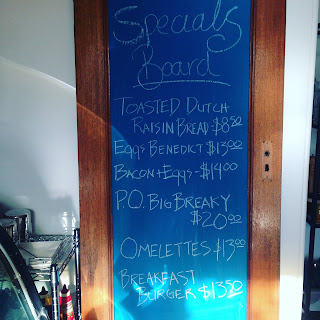 Specials
Board
TOASTED DUTCH
RAISIN BREAD-$8.50
EGGS BENEDICT $13.00
BACON+EGGS-$14.00
P.O. BIG BREAKY
$20.00
OMELETTES $13.00
BREAKFAST
BURGER $13.50